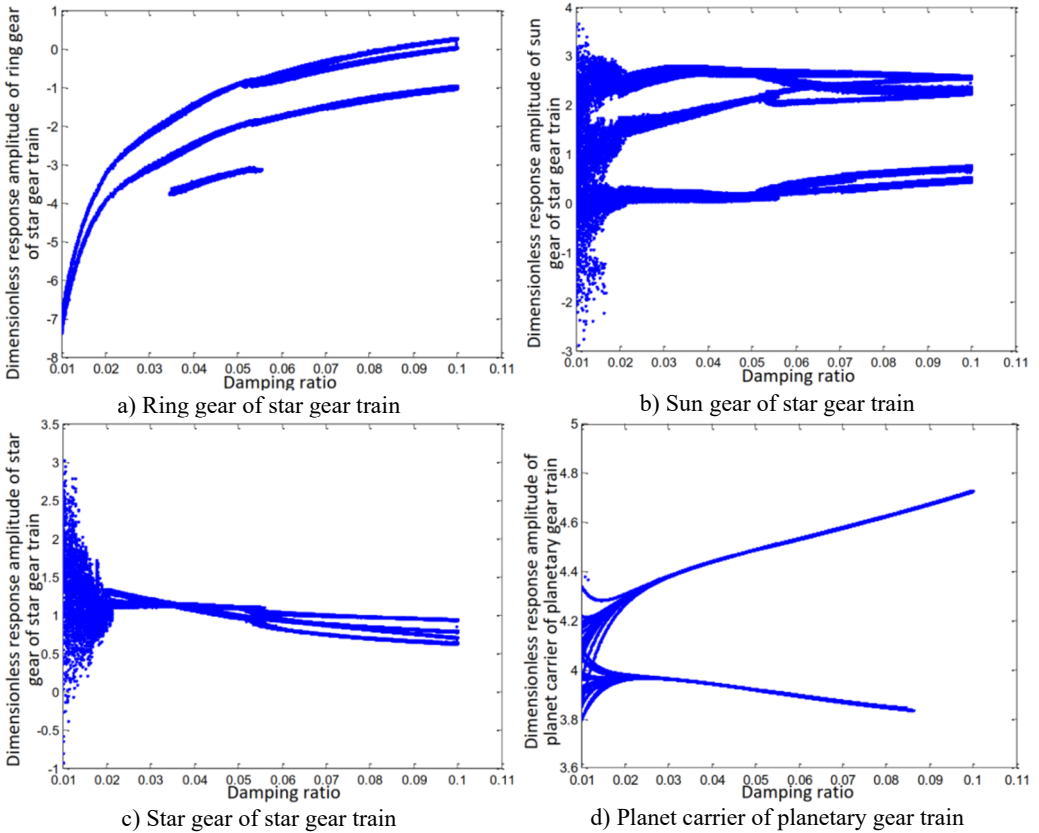 Dimensionless response amplitude of ring gear
of star gear train
1
0
-1
-2
-3
-4
-5
-6
-7
-8
0.01 0.02 0.03 0.04 0.05 0.06 0.07 0.08 0.09 0.1 0.11
Damping ratio
a) Ring gear of star gear train
Dimensionless response amplitude of sun
gear of star gear train
4
3
2
1
0
-1
-2
-3
0.01 0.02 0.03 0.04 0.05 0.06 0.07 0.08 0.09 0.1 0.11
Damping ratio
b) Sun gear of star gear train
Dimensionless response amplitude of star
gear of star gear train
3.5
3
2.5
2
1.5
1
0.5
0
-0.5
-1
0.01 0.02 0.03 0.04 0.05 0.06 0.07 0.08 0.09 0.1 0.11
Damping ratio
c) Star gear of star gear train
Dimensionless response amplitude of
planet carrier of planetary gear train
5
4.8
4.6
4.4
4.2
4
3.8
3.6
0.01 0.02 0.03 0.04 0.05 0.06 0.07 0.08 0.09 0.1 0.11
Damping ratio
d) Planet carrier of planetary gear train